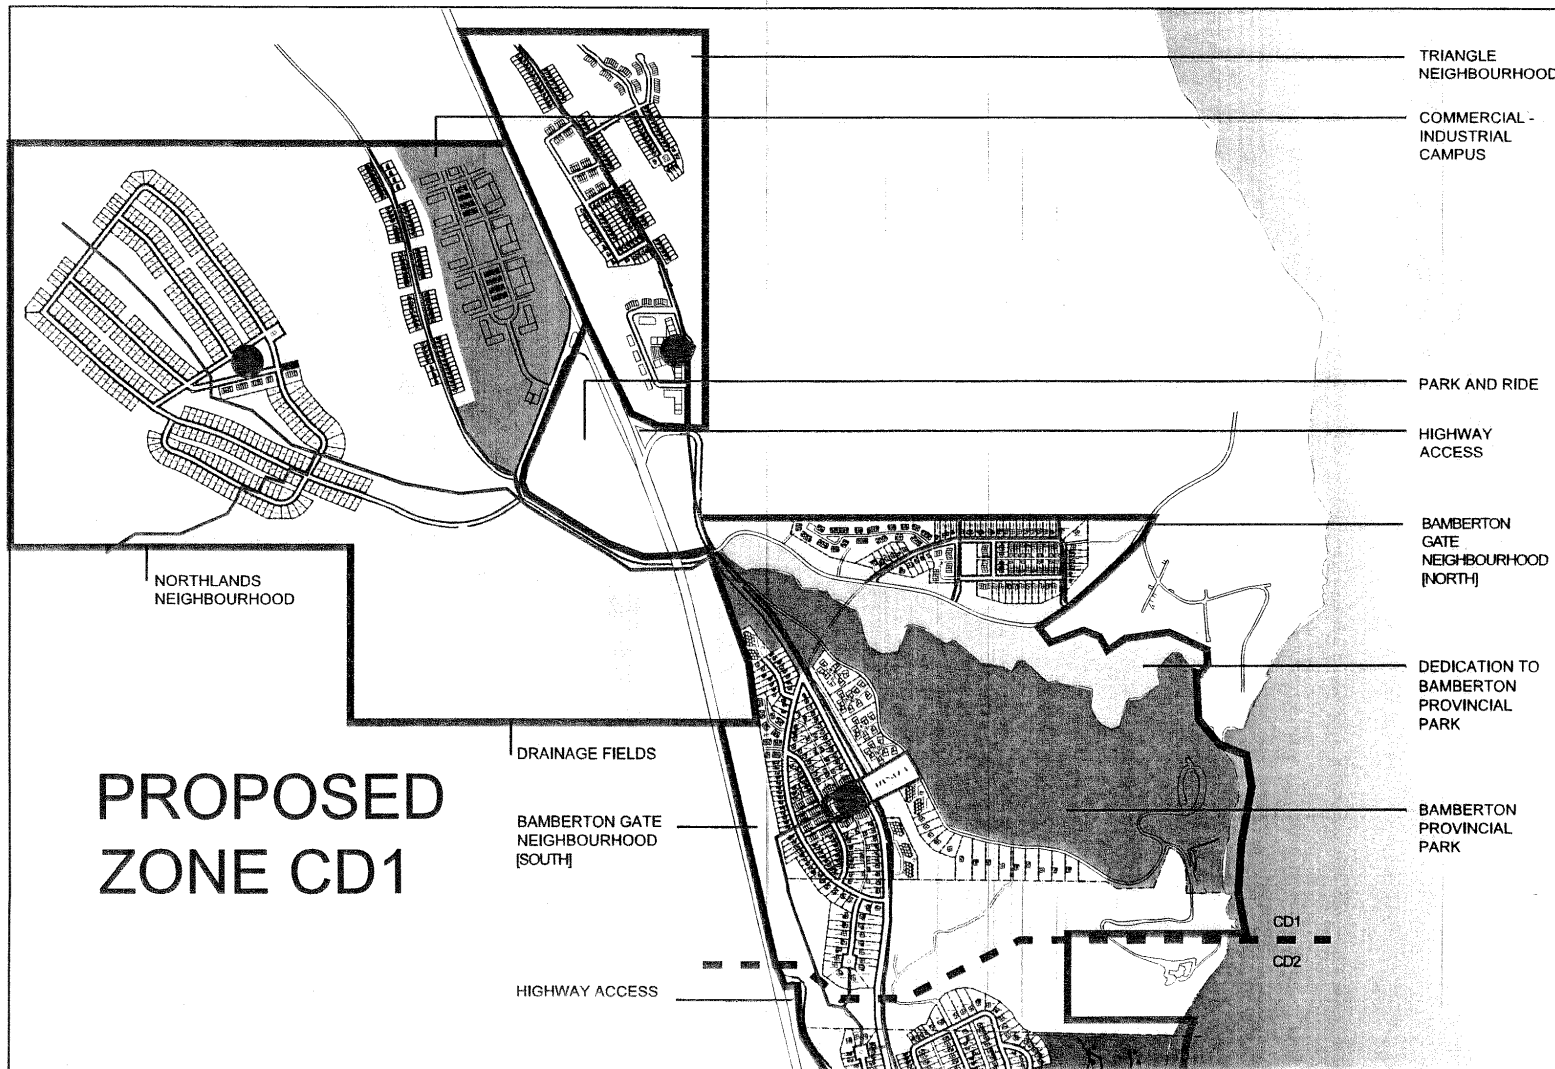 TRIANGLE
NEIGHBOURHOOD
COMMERCIAL -
INDUSTRIAL
CAMPUS
PARK AND RIDE
HIGHWAY
ACCESS
BAMBERTON
GATE
NEIGHBOURHOOD
[NORTH]
NORTHLANDS
NEIGHBOURHOOD
DEDICATION TO
BAMBERTON
PROVINCIAL
PARK
DRAINAGE FIELDS
PROPOSED
ZONE CD1
BAMBERTON GATE
NEIGHBOURHOOD
[SOUTH]
BAMBERTON
PROVINCIAL
PARK
CD1
CD2
HIGHWAY ACCESS